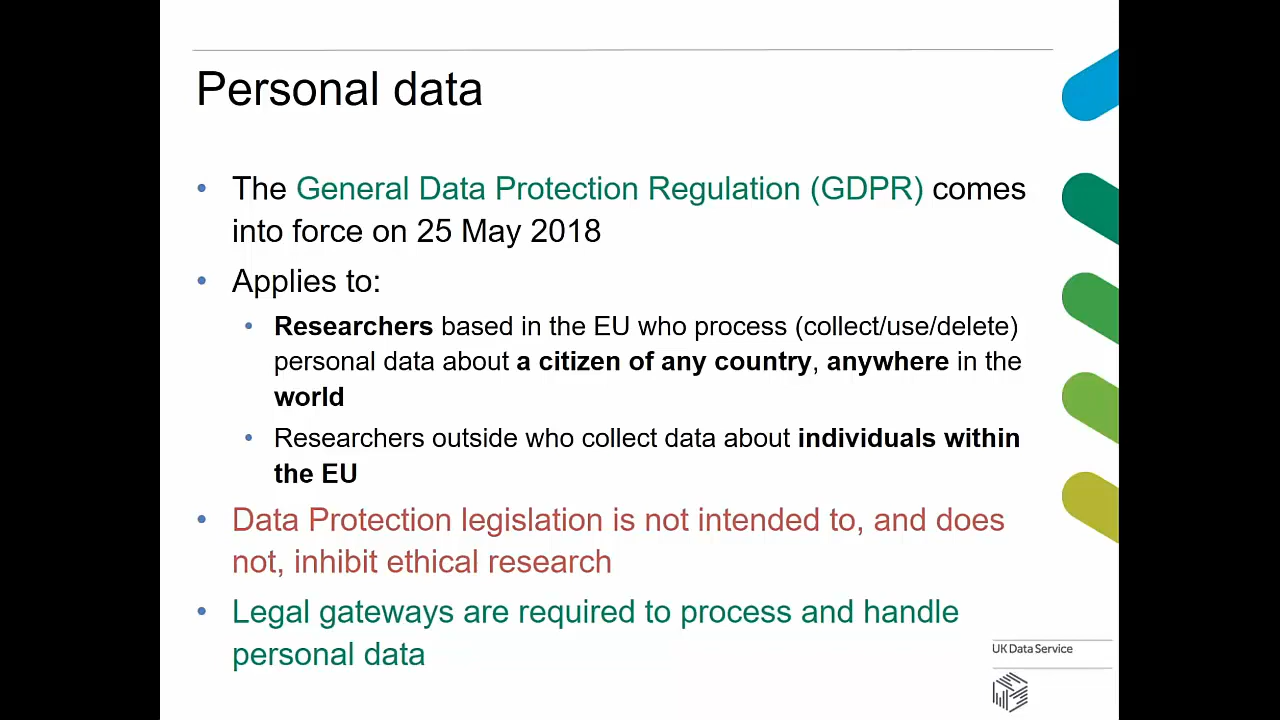 Personal data
• The General Data Protection Regulation (GDPR) comes
into force on 25 May 2018
• Applies to:
• Researchers based in the EU who process (collect/use/delete)
personal data about a citizen of any country, anywhere in the
world
• Researchers outside who collect data about individuals within
the EU
• Data Protection legislation is not intended to, and does
not, inhibit ethical research
• Legal gateways are required to process and handle
personal data
UK Data Service